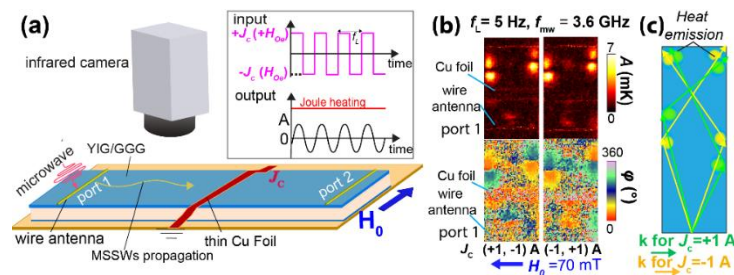 (a)
infrared camera
input
+Jc (+HOe)
fL
time
-Jc (HOe)
output
Joule heating
A
0
time
microwave
YIG/GGG
port 1
Jc
port 2
wire antenna
MSSWs propagation
thin Cu Foil
H0
(b) fL= 5 Hz, fmw= 3.6 GHz
Cu foil
wire
antenna
port 1
7
A (mK)
0
Cu foil
wire
antenna
port 1
360
φ (°)
0
Jc (+1, -1) A (-1, +1) A
H0 =70 mT
(c) Heat
emission
k for Jc=+1 A
k for Jc=-1 A